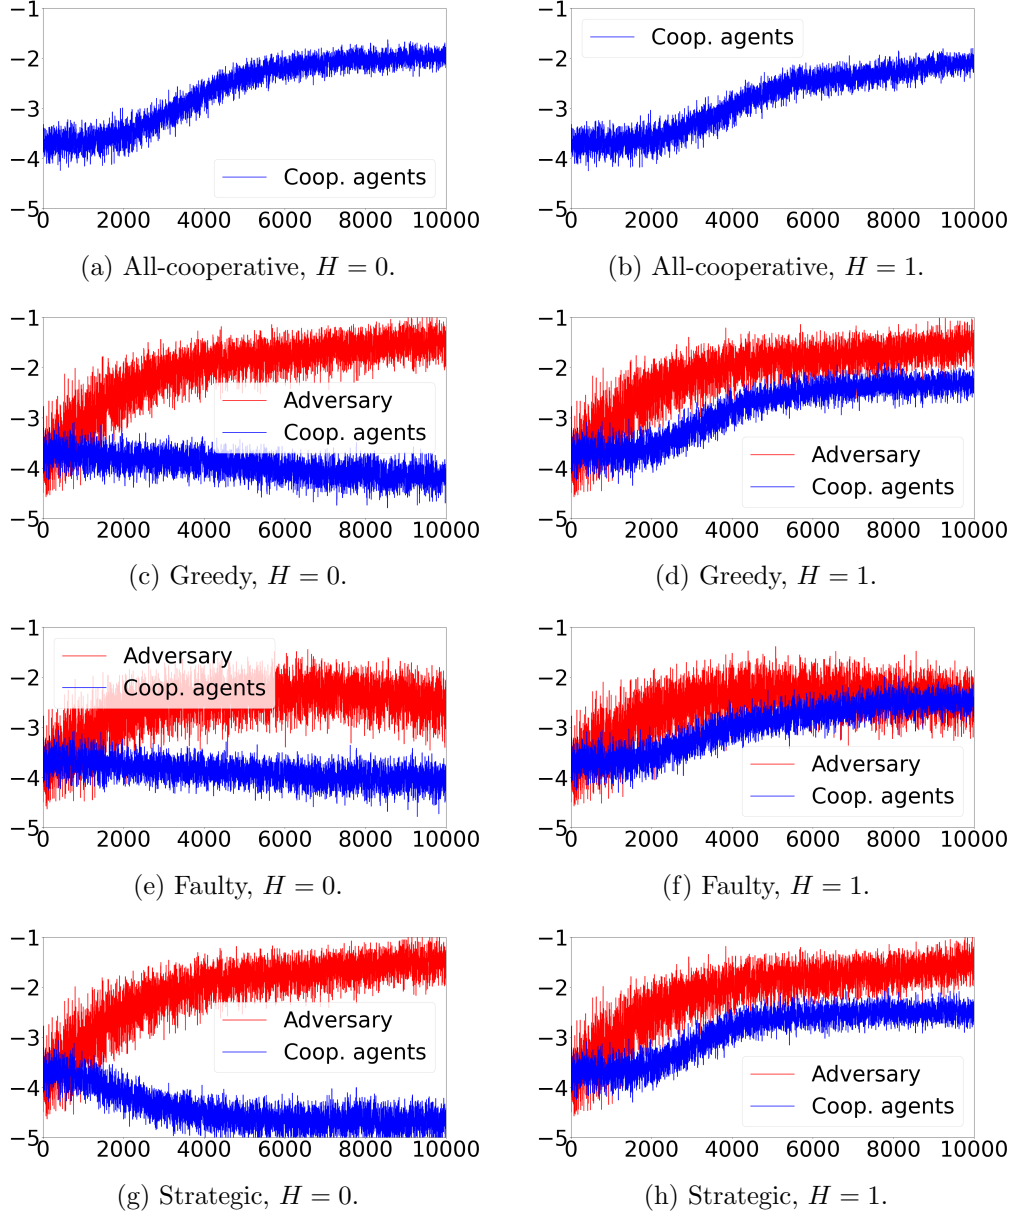 −1
−2
−3
−4
−5
0 2000 4000 6000 8000 10000
Coop. agents
(a) All-cooperative, H = 0.
−1
−2
−3
−4
−5
0 2000 4000 6000 8000 10000
Coop. agents
(b) All-cooperative, H = 1.
−1
−2
−3
−4
−5
0 2000 4000 6000 8000 10000
Adversary
Coop. agents
(c) Greedy, H = 0.
−1
−2
−3
−4
−5
0 2000 4000 6000 8000 10000
Adversary
Coop. agents
(d) Greedy, H = 1.
−1
−2
−3
−4
−5
0 2000 4000 6000 8000 10000
Adversary
Coop. agents
(e) Faulty, H = 0.
−1
−2
−3
−4
−5
0 2000 4000 6000 8000 10000
Adversary
Coop. agents
(f) Faulty, H = 1.
−1
−2
−3
−4
−5
0 2000 4000 6000 8000 10000
Adversary
Coop. agents
(g) Strategic, H = 0.
−1
−2
−3
−4
−5
0 2000 4000 6000 8000 10000
Adversary
Coop. agents
(h) Strategic, H = 1.